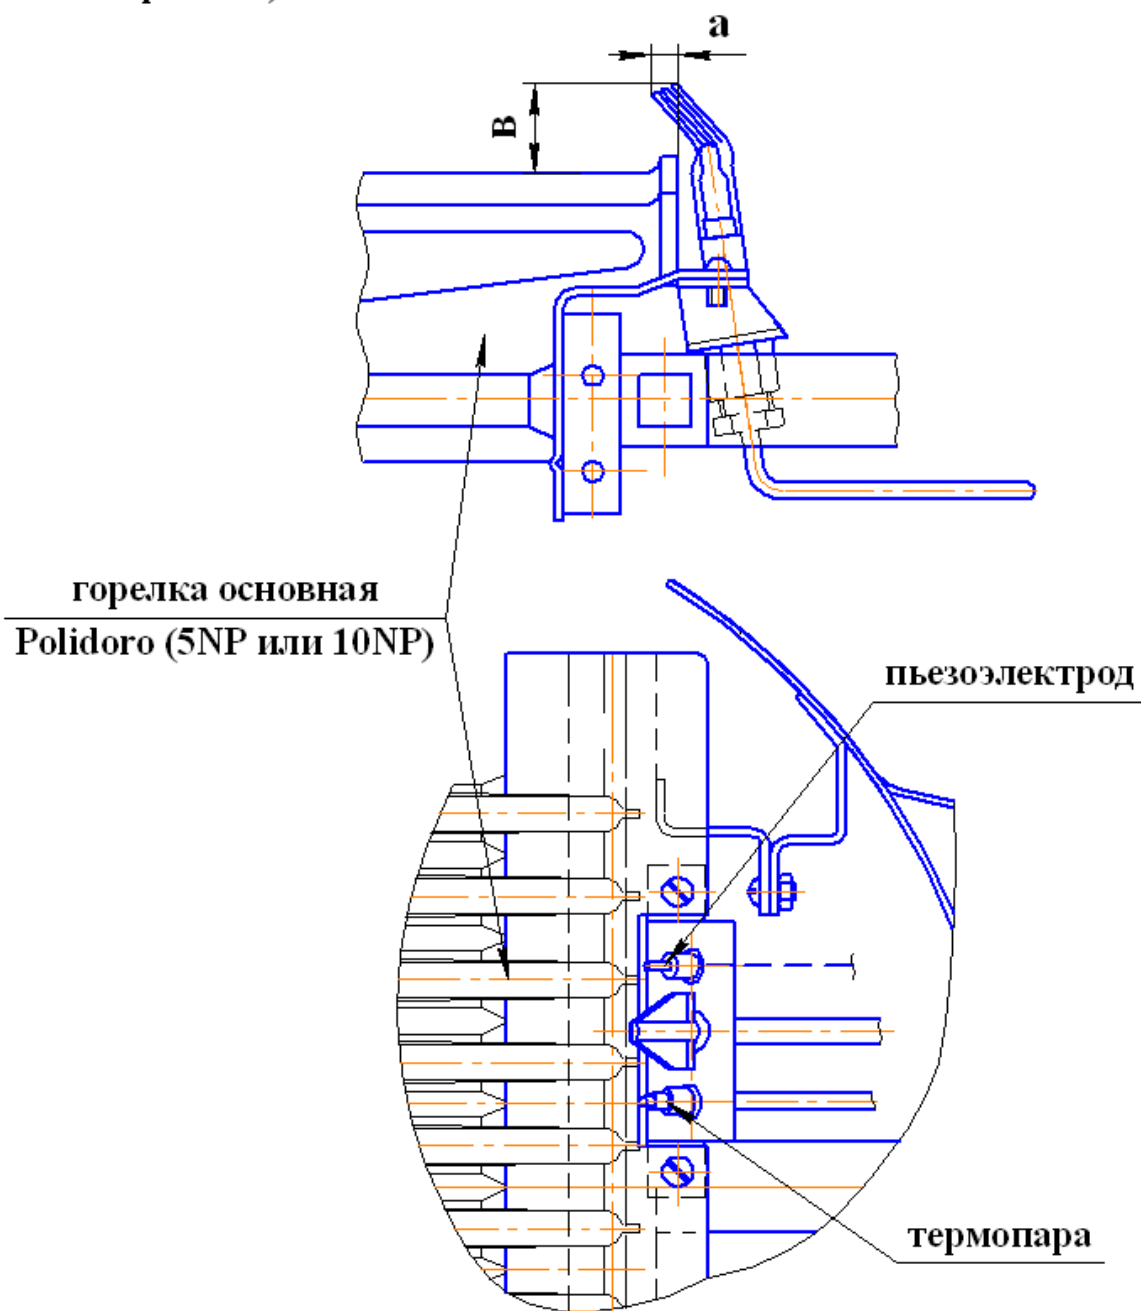 a
в
горелка основная
Polidoro (5NP или 10NP)
пьезоэлектрод
термопара